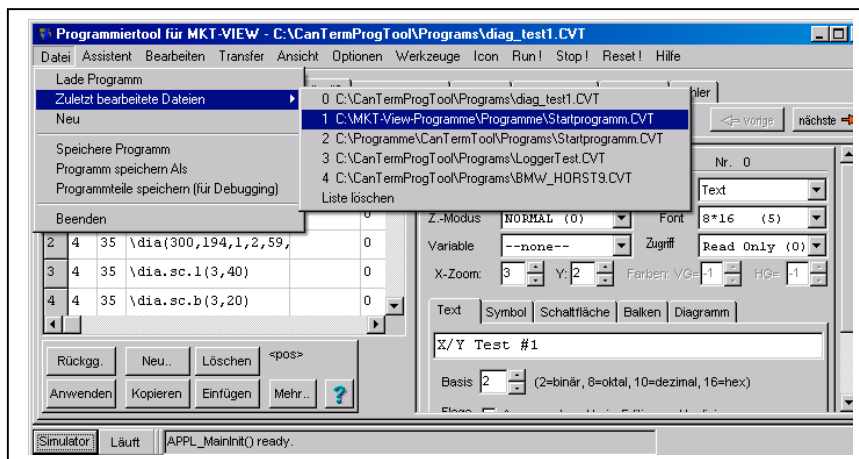 Programmiertool für MKT-VIEW - C:\CanTermProgTool\Programs\diag_test1.CVT
Datei Assistent Bearbeiten Transfer Ansicht Optionen Werkzeuge Icon Run! Stop! Reset! Hilfe
Lade Programm
Zuletzt bearbeitete Dateien
Neu
Speichere Programm
Programm speichern Als
Programmteile speichern (für Debugging)
Beenden
0 C:\CanTermProgTool\Programs\diag_test1.CVT
1 C:\MKT-View-Programme\Programme\Startprogramm.CVT
2 C:\Programme\CanTermProgTool\Programs\Startprogramm.CVT
3 C:\CanTermProgTool\Programs\LoggerTest.CVT
4 C:\CanTermProgTool\Programs\BMW_HORST9.CVT
Liste löschen
<= vorige nächste
Nr. 0
Text
Z.-Modus NORMAL (0) Font 8*16 (5)
Variable --none-- Zugriff Read Only (0)
X-Zoom: 3 Y: 2 Farben: VG= -1 HG= -1
0
2 4 35 \dia(300,194,1,2,59, 0
3 4 35 \dia.sc.l(3,40) 0
4 4 35 \dia.sc.b(3,20) 0
Text Symbol Schaltfläche Balken Diagramm
X/Y Test #1
Basis 2 (2=binär, 8=oktal, 10=dezimal, 16=hex)
Rückgg. Neu.. Löschen <pos>
Anwenden Kopieren Einfügen Mehr.. ?
Simulator Läuft APPL_MainInit() ready.